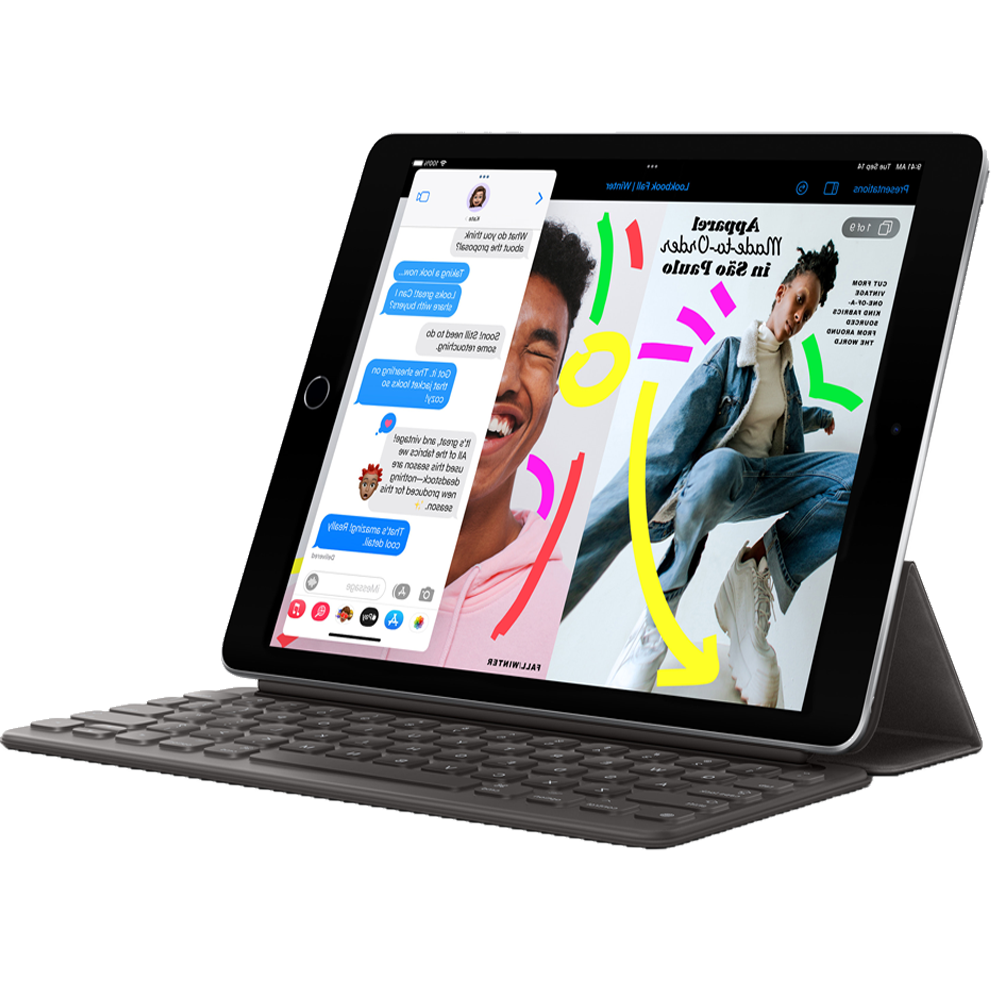 9:41 AM Tue Sep 14
100%
Presentations
Lookbook Fall | Winter
1 of 9
Apparel
Made-to-Order
in São Paulo
CUT FROM
VINTAGE
ONE-OF-A-
KIND FABRICS
SOURCED
FROM AROUND
THE WORLD
FALL/WINTER
Kate
What do you think
about the proposal?
Taking a look now...
Looks great! Can I
share with buyers?
Soon! Still need to do
some retouching.
Got it. The shearling on
that jacket looks so
cozy!
It's great, and vintage!
All of the fabrics we
used this season are
deadstock—nothing
new produced for this
season. ✨
That's amazing! Really
cool detail.
Delivered
iMessage
Pay